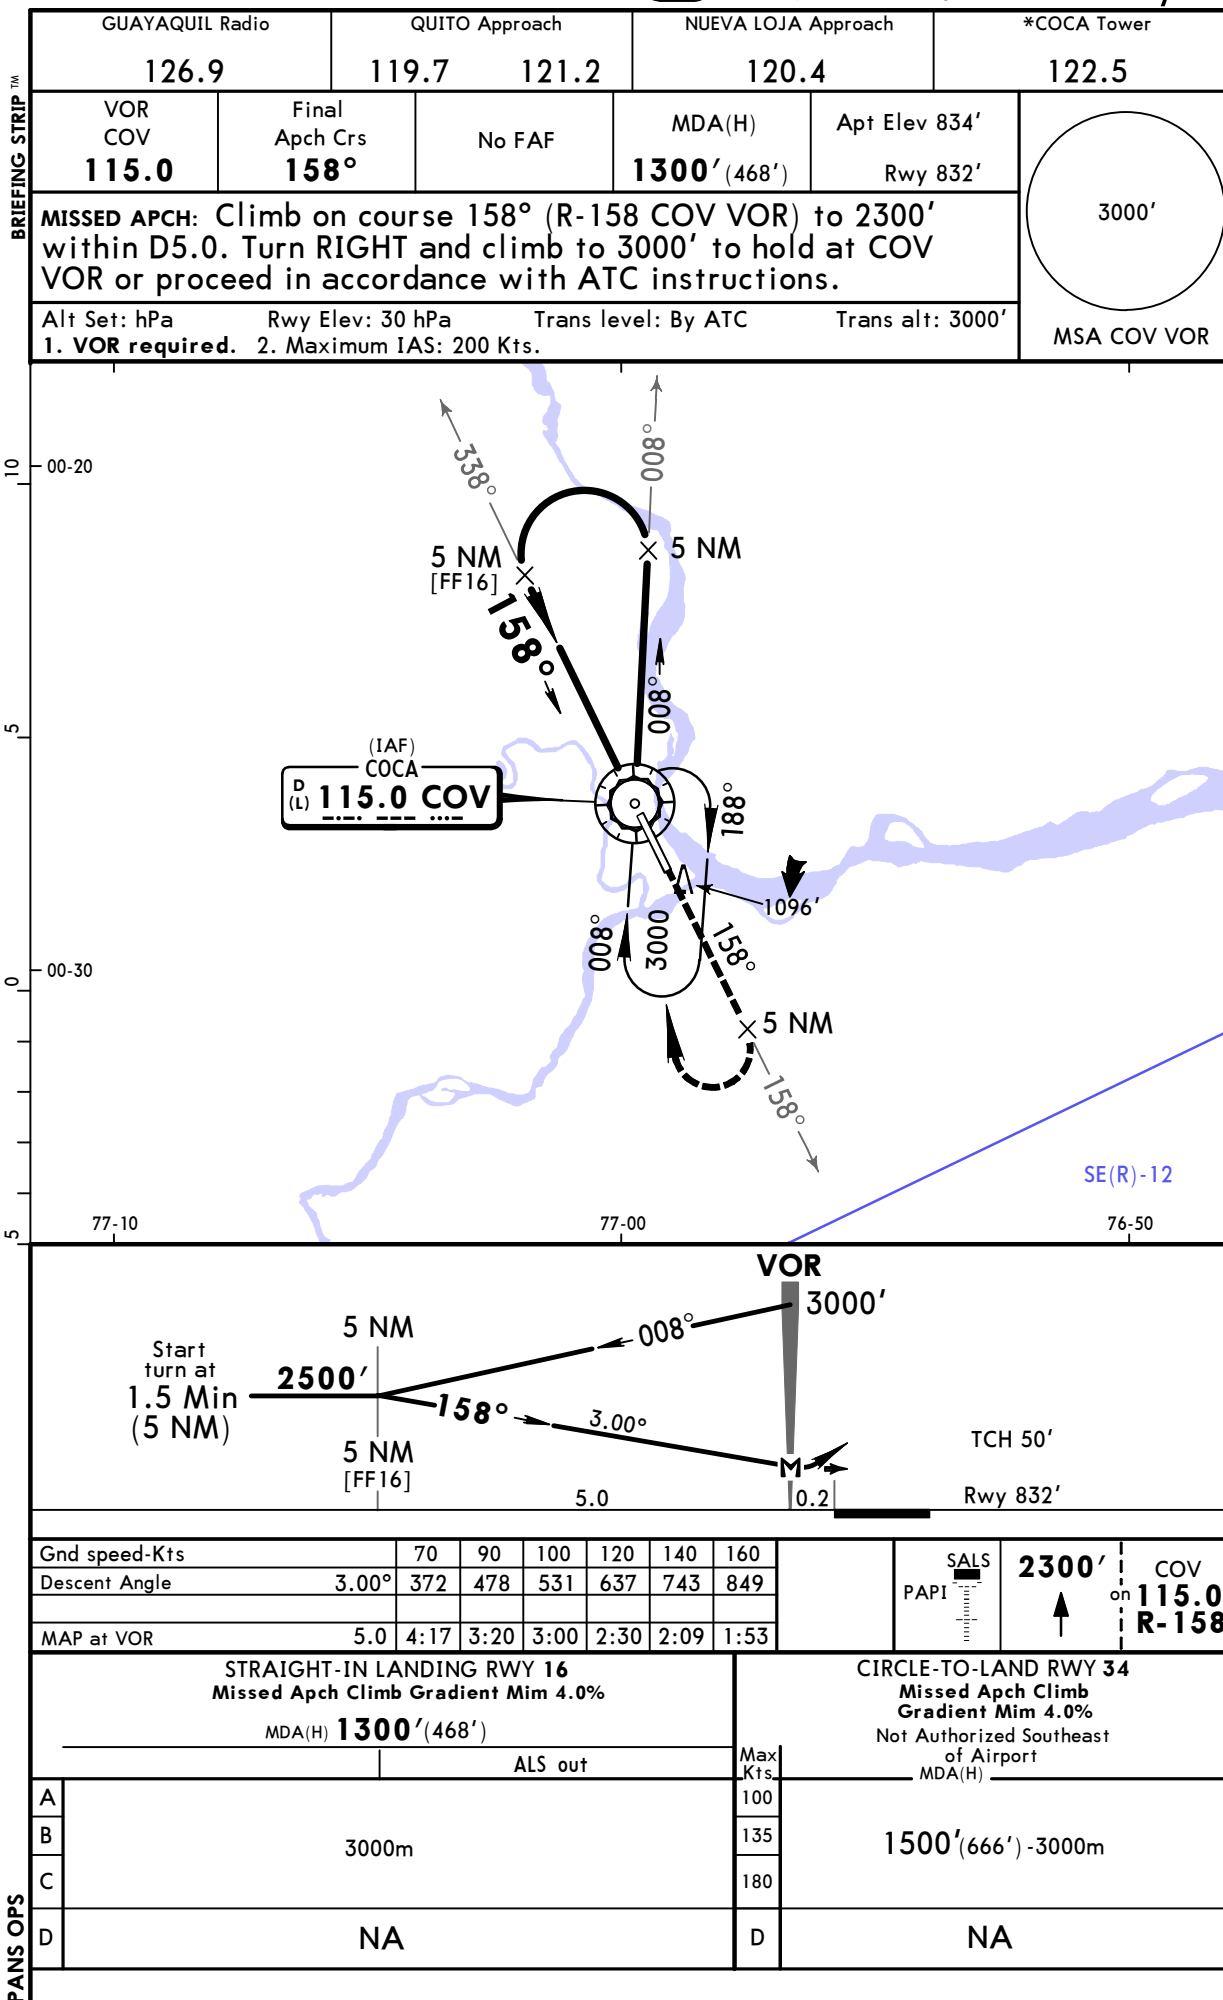 GUAYAQUIL Radio
126.9
QUITO Approach
119.7 121.2
NUEVA LOJA Approach
120.4
*COCA Tower
122.5
BRIEFING STRIP TM
VOR
COV
115.0
Final
Apch Crs
158°
No FAF
MDA(H)
1300′(468′)
Apt Elev 834′
Rwy 832′
3000′
MSA COV VOR
MISSED APCH: Climb on course 158° (R-158 COV VOR) to 2300′
within D5.0. Turn RIGHT and climb to 3000′ to hold at COV
VOR or proceed in accordance with ATC instructions.
Alt Set: hPa Rwy Elev: 30 hPa Trans level: By ATC Trans alt: 3000′
1. VOR required. 2. Maximum IAS: 200 Kts.
10
5
0
5
00-20
00-30
77-10
77-00
76-50
338°
008°
5 NM
[FF16]
5 NM
158°
008°
(IAF)
COCA
D
(L)
115.0 COV
188°
1096′
008°
3000
158°
5 NM
158°
SE(R)-12
VOR
3000′
5 NM
008°
Start
turn at
1.5 Min
(5 NM)
2500′
158°
3.00°
5 NM
[FF16]
M
TCH 50′
5.0
0.2
Rwy 832′
Gnd speed-Kts 70 90 100 120 140 160
Descent Angle 3.00° 372 478 531 637 743 849
MAP at VOR 5.0 4:17 3:20 3:00 2:30 2:09 1:53
SALS
PAPI
2300′
on
COV
115.0
R-158
STRAIGHT-IN LANDING RWY 16
Missed Apch Climb Gradient Mim 4.0%
MDA(H) 1300′(468′)
ALS out
CIRCLE-TO-LAND RWY 34
Missed Apch Climb
Gradient Mim 4.0%
Not Authorized Southeast
of Airport
Max
Kts
MDA(H)
A
B
C
3000m
100
135
180
1500′(666′)-3000m
D
NA
D
NA
PANS OPS